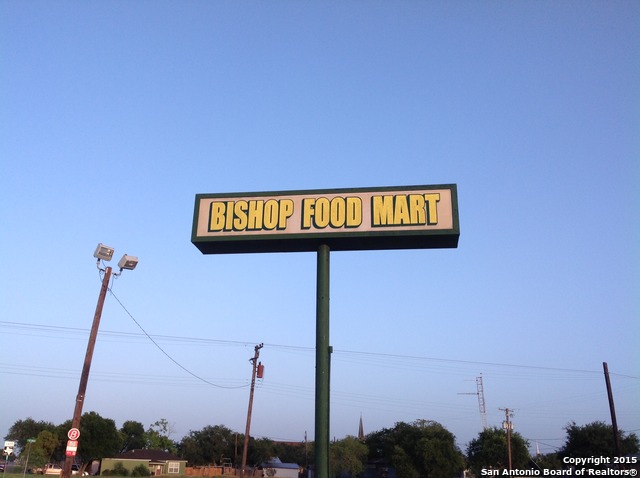 BISHOP FOOD MART
Copyright 2015
San Antonio Board of Realtors®